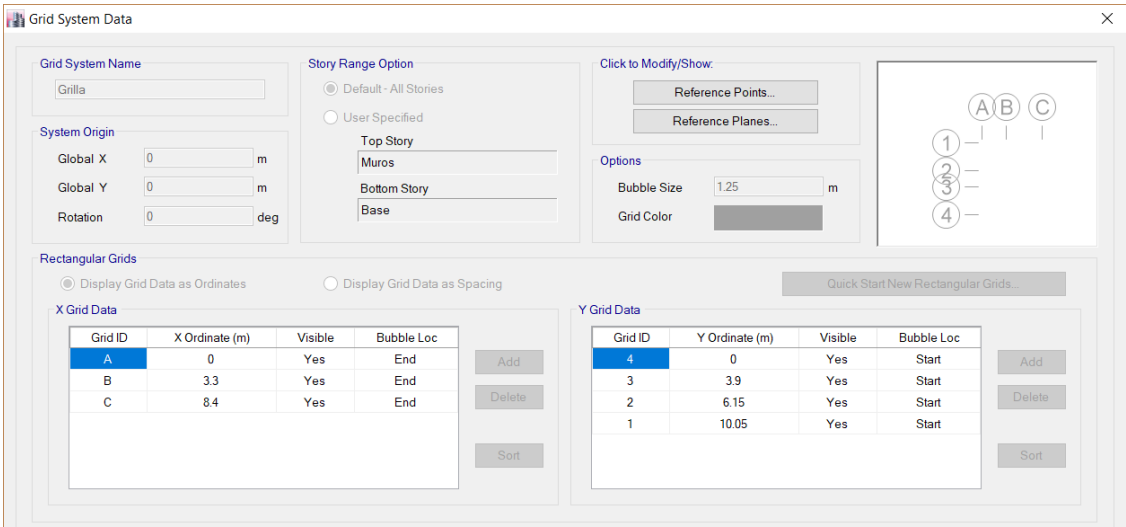 Grid System Data
Grid System Name
Grilla
System Origin
Global X 0 m
Global Y 0 m
Rotation 0 deg
Story Range Option
Default - All Stories
User Specified
Top Story
Muros
Bottom Story
Base
Click to Modify/Show:
Reference Points...
Reference Planes...
Options
Bubble Size 1.25 m
Grid Color
A B C
1
2
3
4
Rectangular Grids
Display Grid Data as Ordinates Display Grid Data as Spacing Quick Start New Rectangular Grids...
X Grid Data
Grid ID X Ordinate (m) Visible Bubble Loc
A 0 Yes End
B 3.3 Yes End
C 8.4 Yes End
Add
Delete
Sort
Y Grid Data
Grid ID Y Ordinate (m) Visible Bubble Loc
4 0 Yes Start
3 3.9 Yes Start
2 6.15 Yes Start
1 10.05 Yes Start
Add
Delete
Sort